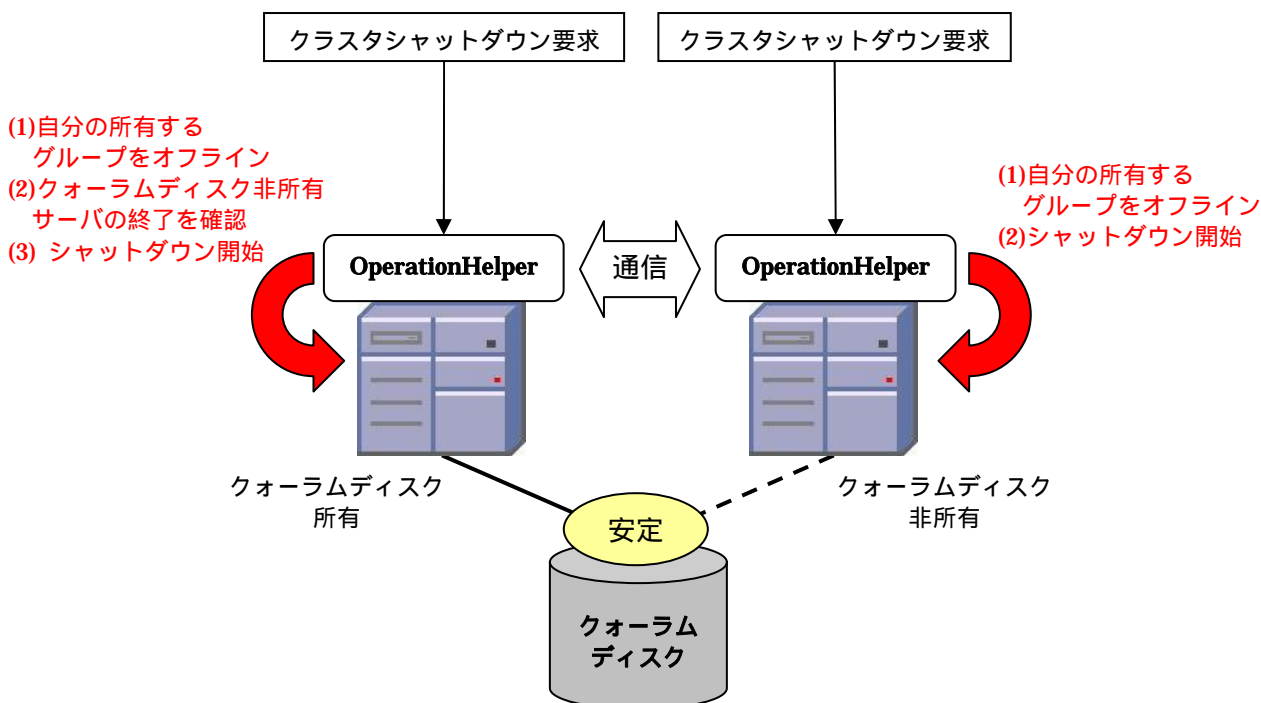 クラスタシャットダウン要求
クラスタシャットダウン要求
(1)自分の所有する
グループをオフライン
(2)クォーラムディスク非所有
サーバの終了を確認
(3) シャットダウン開始
(1)自分の所有する
グループをオフライン
(2)シャットダウン開始
OperationHelper
通信
OperationHelper
クォーラムディスク
所有
クォーラムディスク
非所有
安定
クォーラム
ディスク